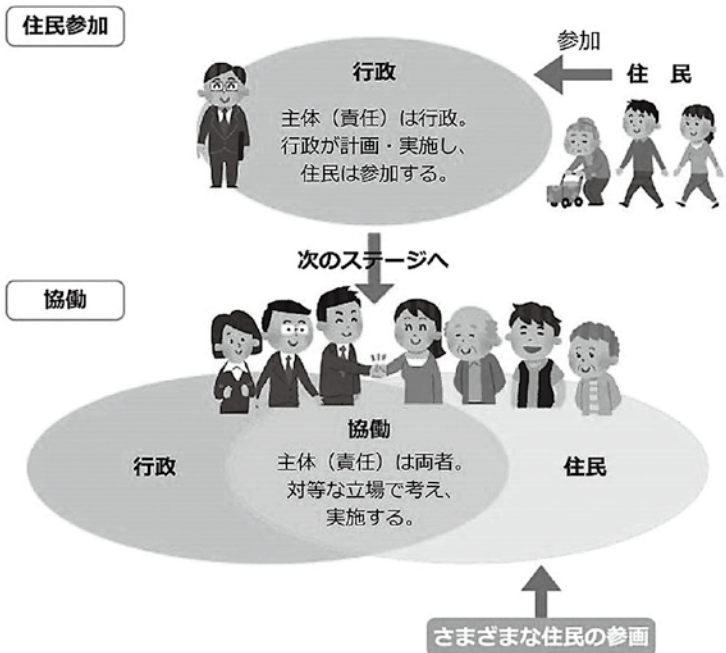 住民参加
参加
行政
住　民
主体（責任）は行政。
行政が計画・実施し、
住民は参加する。
次のステージへ
協働
協働
行政
主体（責任）は両者。
住民
対等な立場で考え、
実施する。
さまざまな住民の参画